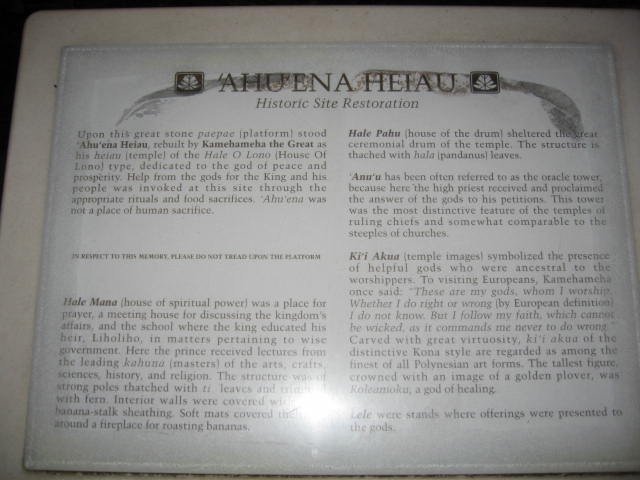 'AHU'ENA HEIAU
Historic Site Restoration
Upon this great stone paepae (platform) stood
'Ahu'ena Heiau, rebuilt by Kamehameha the Great as
his heiau (temple) of the Hale O Lono (House Of
Lono) type, dedicated to the god of peace and
prosperity. Help from the gods for the King and his
people was invoked at this site through the
appropriate rituals and food sacrifices. 'Ahu'ena was
not a place of human sacrifice.
IN RESPECT TO THIS MEMORY, PLEASE DO NOT TREAD UPON THE PLATFORM
Hale Mana (house of spiritual power) was a place for
prayer, a meeting house for discussing the kingdom's
affairs, and the school where the king educated his
heir, Liholiho, in matters pertaining to wise
government. Here the prince received lectures from
the leading kahuna (masters) of the arts, crafts,
sciences, history, and religion. The structure was of
strong poles thatched with ti leaves and
with fern. Interior walls were covered
banana-stalk sheathing. Soft mats covered
around a fireplace for roasting bananas.
Hale Pahu (house of the drum) sheltered the great
ceremonial drum of the temple. The structure is
thached with hala (pandanus) leaves.
'Anu'u has been often referred to as the oracle tower,
because here the high priest received and proclaimed
the answer of the gods to his petitions. This tower
was the most distinctive feature of the temples of
ruling chiefs and somewhat comparable to the
steeples of churches.
Ki'i Akua (temple images) symbolized the presence
of helpful gods who were ancestral to the
worshippers. To visiting Europeans, Kamehameha
once said: "These are my gods, whom I worship.
Whether I do right or wrong (by European definition)
I do not know. But I follow my faith, which cannot
be wicked, as it commands me never to do wrong.
Carved with great virtuosity, ki'i akua of the
distinctive Kona style are regarded as among the
finest of all Polynesian art forms. The tallest figure,
crowned with an image of a golden plover, was
Koleamoku, a god of healing.
Lele were stands where offerings were presented to
the gods.